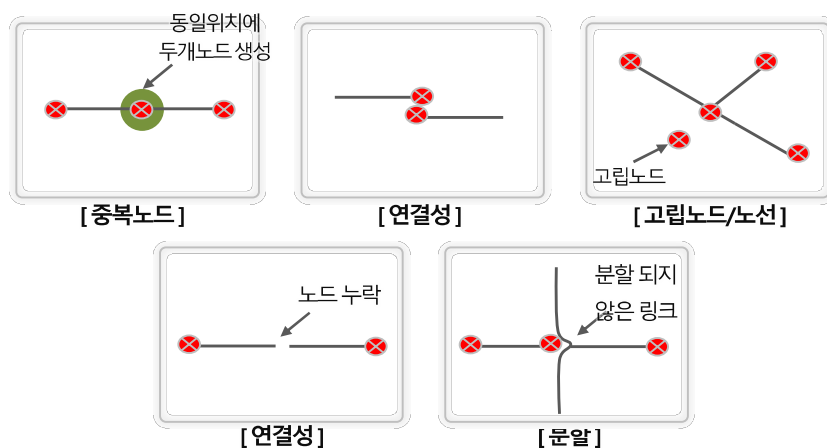 동일위치에
두개노드 생성
[ 중복노드 ]
[ 연결성 ]
고립노드
[ 고립노드/노선 ]
노드 누락
[ 연결성 ]
분할 되지
않은 링크
[ 분할 ]